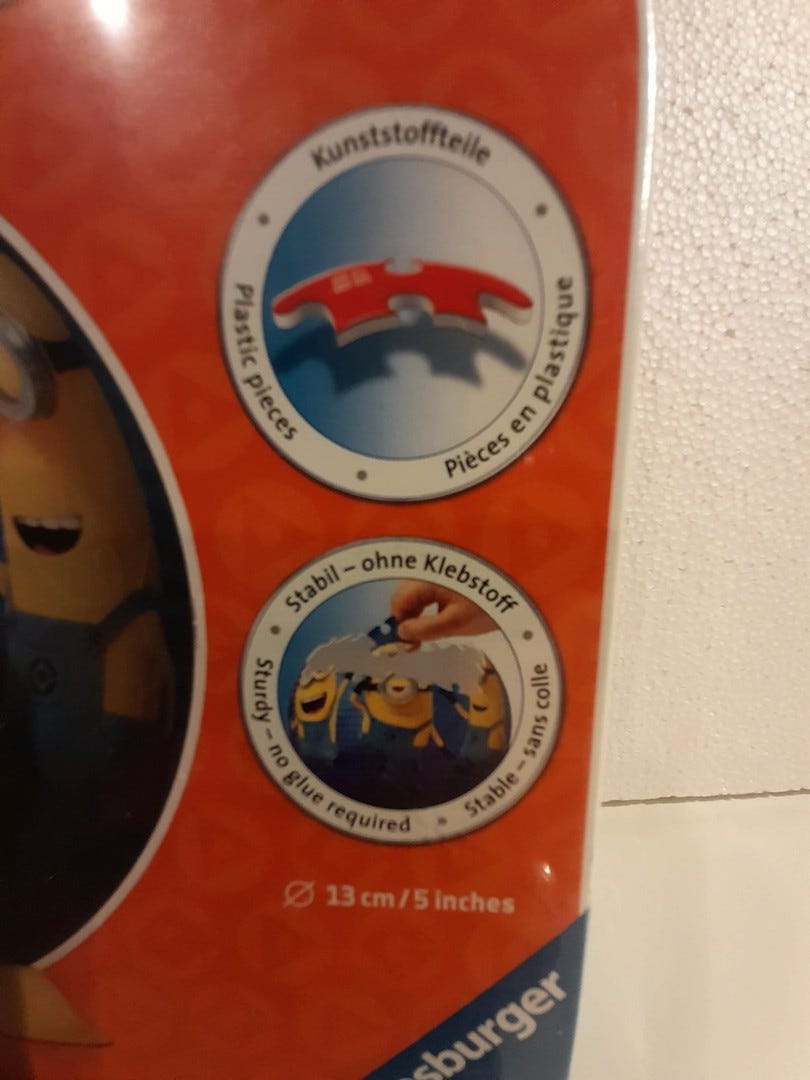 Kunststoffteile
Plastic pieces
Pièces en plastique
Stabil – ohne Klebstoff
Sturdy – no glue required
Stable – sans colle
Ø 13 cm / 5 inches
sburger